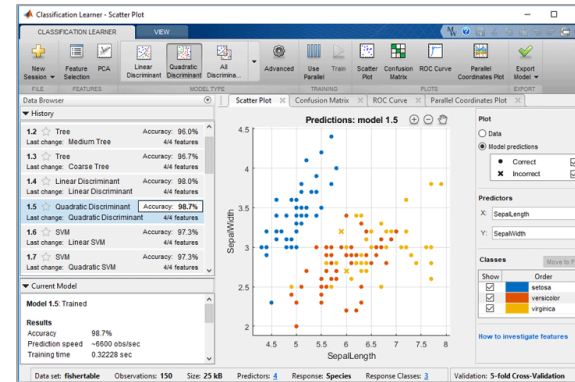 Classification Learner - Scatter Plot
CLASSIFICATION LEARNER VIEW
New Session Feature Selection PCA Linear Discriminant Quadratic Discriminant All Discrimina... Advanced Use Parallel Train Scatter Plot Confusion Matrix ROC Curve Parallel Coordinates Plot Export Model
FILE FEATURES MODEL TYPE TRAINING PLOTS EXPORT
Data Browser
History
1.2 Tree Accuracy: 96.0%
Last change: Medium Tree 4/4 features
1.3 Tree Accuracy: 96.7%
Last change: Coarse Tree 4/4 features
1.4 Linear Discriminant Accuracy: 98.0%
Last change: Linear Discriminant 4/4 features
1.5 Quadratic Discriminant Accuracy: 98.7%
Last change: Quadratic Discriminant 4/4 features
1.6 SVM Accuracy: 97.3%
Last change: Linear SVM 4/4 features
1.7 SVM Accuracy: 97.3%
Last change: Quadratic SVM 4/4 features
Current Model
Model 1.5: Trained
Results
Accuracy 98.7%
Prediction speed ~6600 obs/sec
Training time 0.32228 sec
Scatter Plot Confusion Matrix ROC Curve Parallel Coordinates Plot
Predictions: model 1.5
4.5
4
3.5
3
2.5
2
SepalWidth
4.5 5 5.5 6 6.5 7 7.5 8
SepalLength
Plot
Data
Model predictions
Correct
Incorrect
Predictors
X: SepalLength
Y: SepalWidth
Classes Move to F
Show Order
setosa
versicolor
virginica
How to investigate features
Data set: fishertable Observations: 150 Size: 25 kB Predictors: 4 Response: Species Response Classes: 3 Validation: 5-fold Cross-Validation